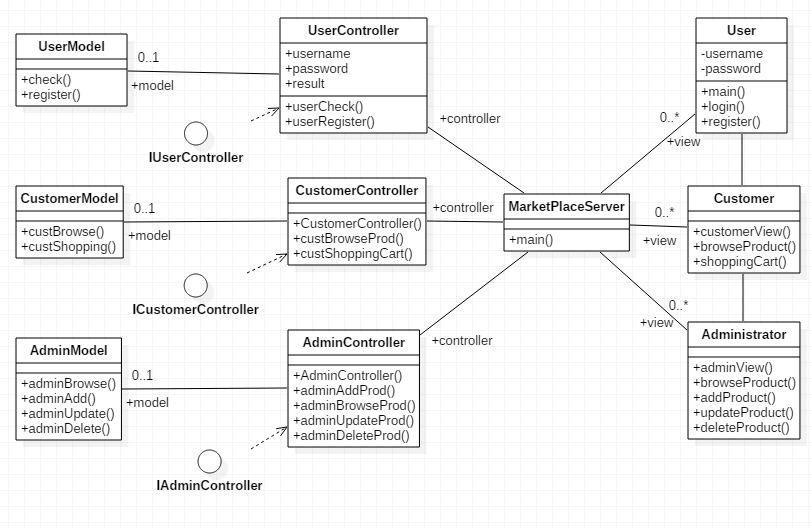 UserModel
+check()
+register()
0..1
+model
UserController
+username
+password
+result
+userCheck()
+userRegister()
IUserController
+controller
User
-username
-password
+main()
+login()
+register()
0..*
+view
CustomerModel
+custBrowse()
+custShopping()
0..1
+model
CustomerController
+CustomerController()
+custBrowseProd()
+custShoppingCart()
ICustomerController
+controller
MarketPlaceServer
+main()
0..*
+view
Customer
+customerView()
+browseProduct()
+shoppingCart()
AdminModel
+adminBrowse()
+adminAdd()
+adminUpdate()
+adminDelete()
0..1
+model
AdminController
+AdminController()
+adminAddProd()
+adminBrowseProd()
+adminUpdateProd()
+adminDeleteProd()
IAdminController
+controller
0..*
+view
Administrator
+adminView()
+browseProduct()
+addProduct()
+updateProduct()
+deleteProduct()